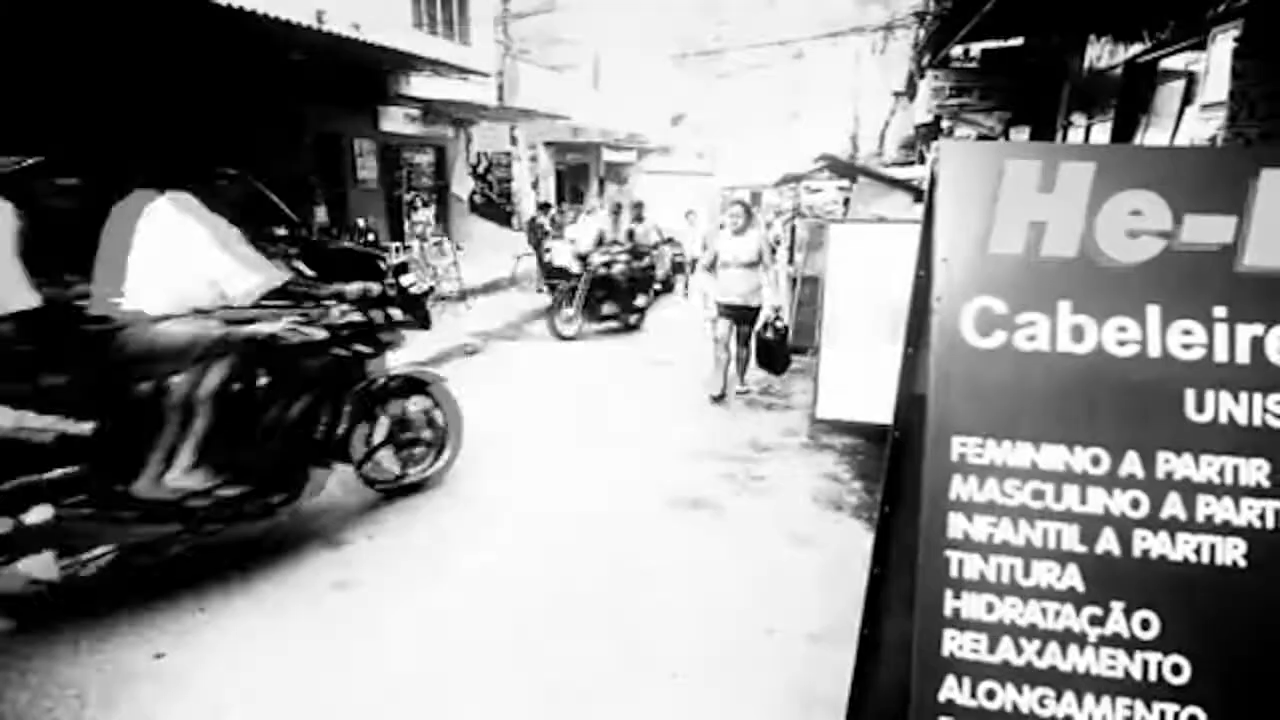 He-
Cabeleire
UNIS
FEMININO A PARTIR
MASCULINO A PART
INFANTIL A PARTIR
TINTURA
HIDRATAÇÃO
RELAXAMENTO
ALONGAMENTO